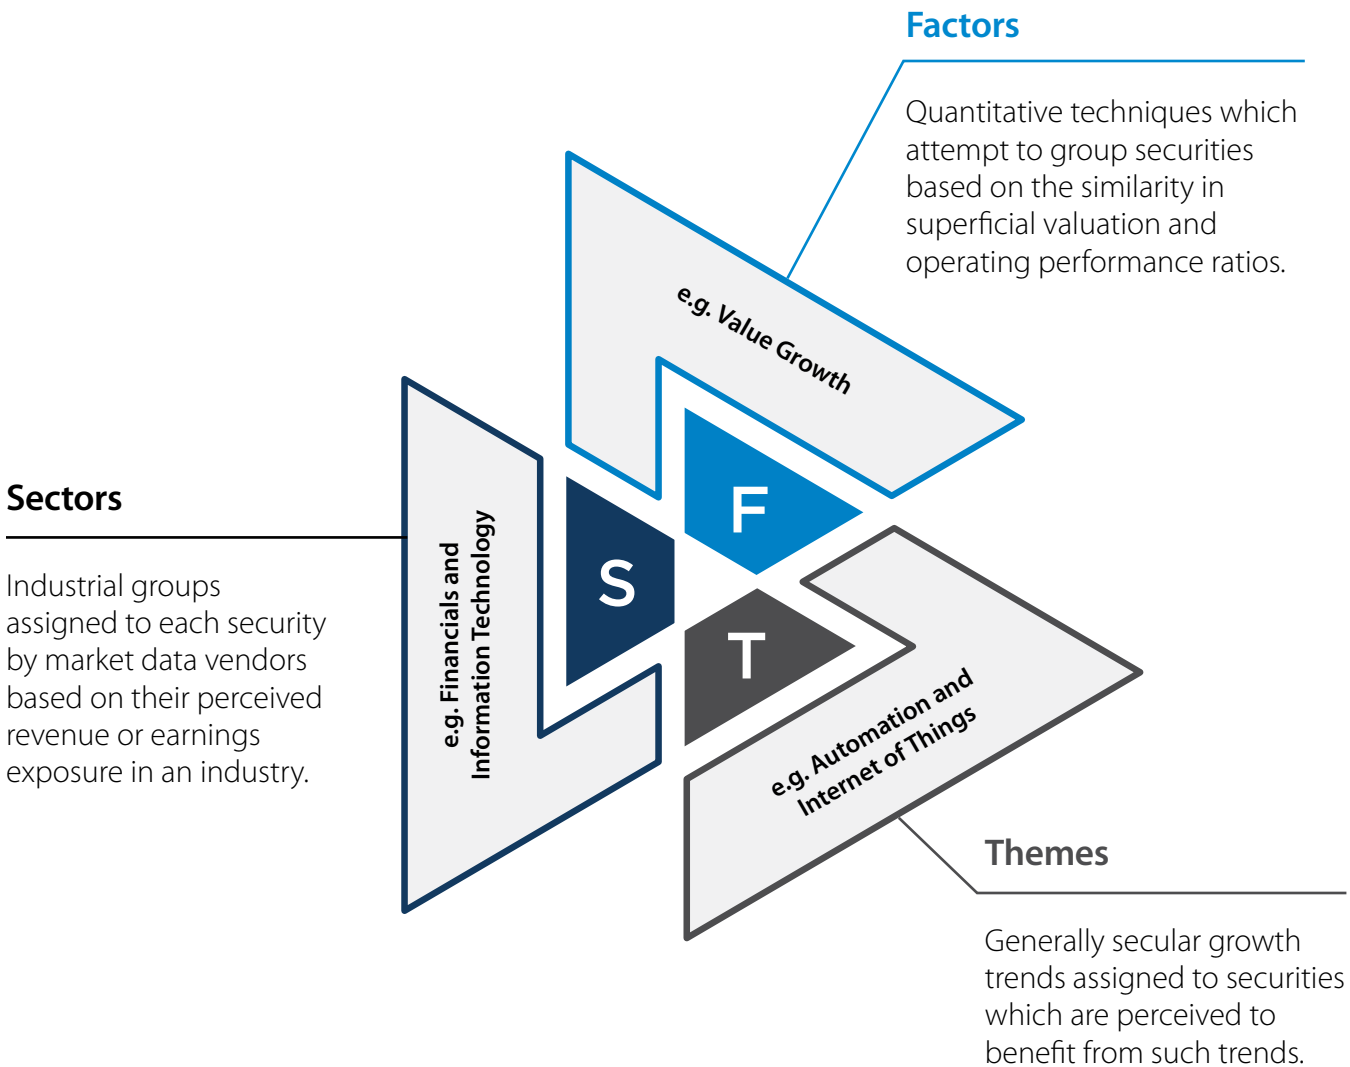 Factors
Quantitative techniques which
attempt to group securities
based on the similarity in
superficial valuation and
operating performance ratios.
e.g. Value Growth
F
Sectors
Industrial groups
assigned to each security
by market data vendors
based on their perceived
revenue or earnings
exposure in an industry.
e.g. Financials and
Information Technology
S
T
e.g. Automation and
Internet of Things
Themes
Generally secular growth
trends assigned to securities
which are perceived to
benefit from such trends.